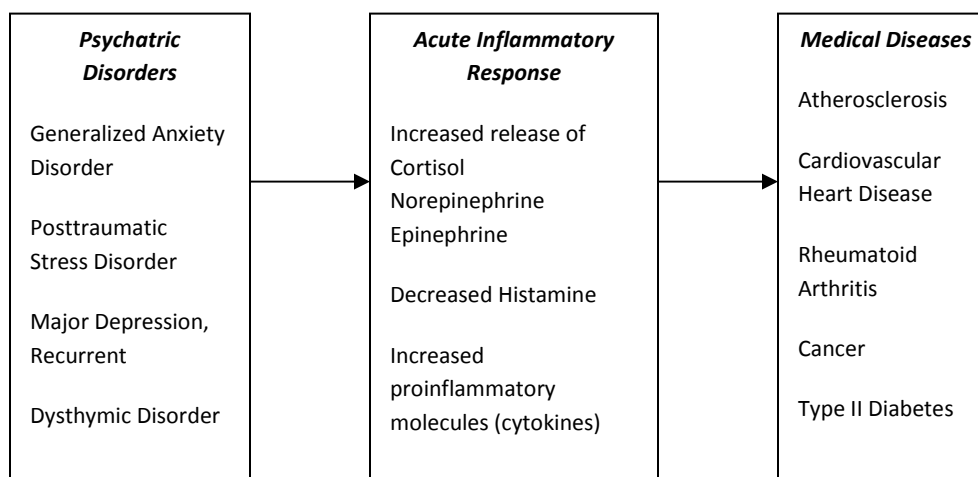 Psychatric
Disorders
Generalized Anxiety
Disorder
Posttraumatic
Stress Disorder
Major Depression,
Recurrent
Dysthymic Disorder
Acute Inflammatory
Response
Increased release of
Cortisol
Norepinephrine
Epinephrine
Decreased Histamine
Increased
proinflammatory
molecules (cytokines)
Medical Diseases
Atherosclerosis
Cardiovascular
Heart Disease
Rheumatoid
Arthritis
Cancer
Type II Diabetes